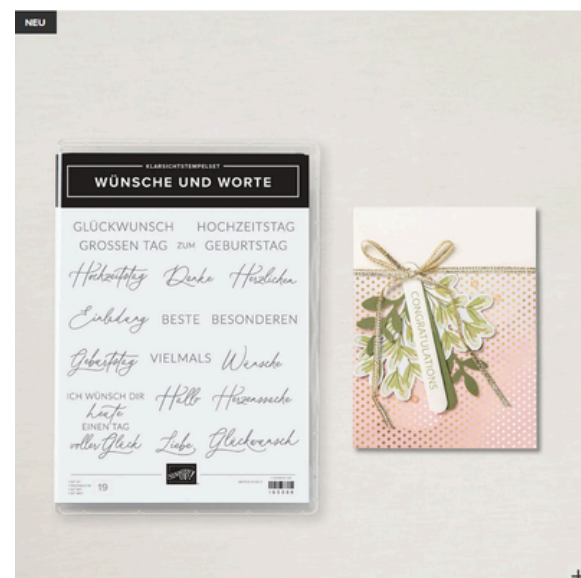 NEU
KLARSICHTSTEMPELSET
WÜNSCHE UND WORTE
GLÜCKWUNSCH HOCHZEITSTAG
GROSSEN TAG ZUM GEBURTSTAG
Hochzeitstag Danke Herzlichen
Einladung BESTE BESONDEREN
Geburtstag VIELMALS Wünsche
ICH WÜNSCH DIR
heute
EINEN TAG
voller Glück
Hallo Herzenssache
Liebe Glückwunsch
19
CONGRATULATIONS